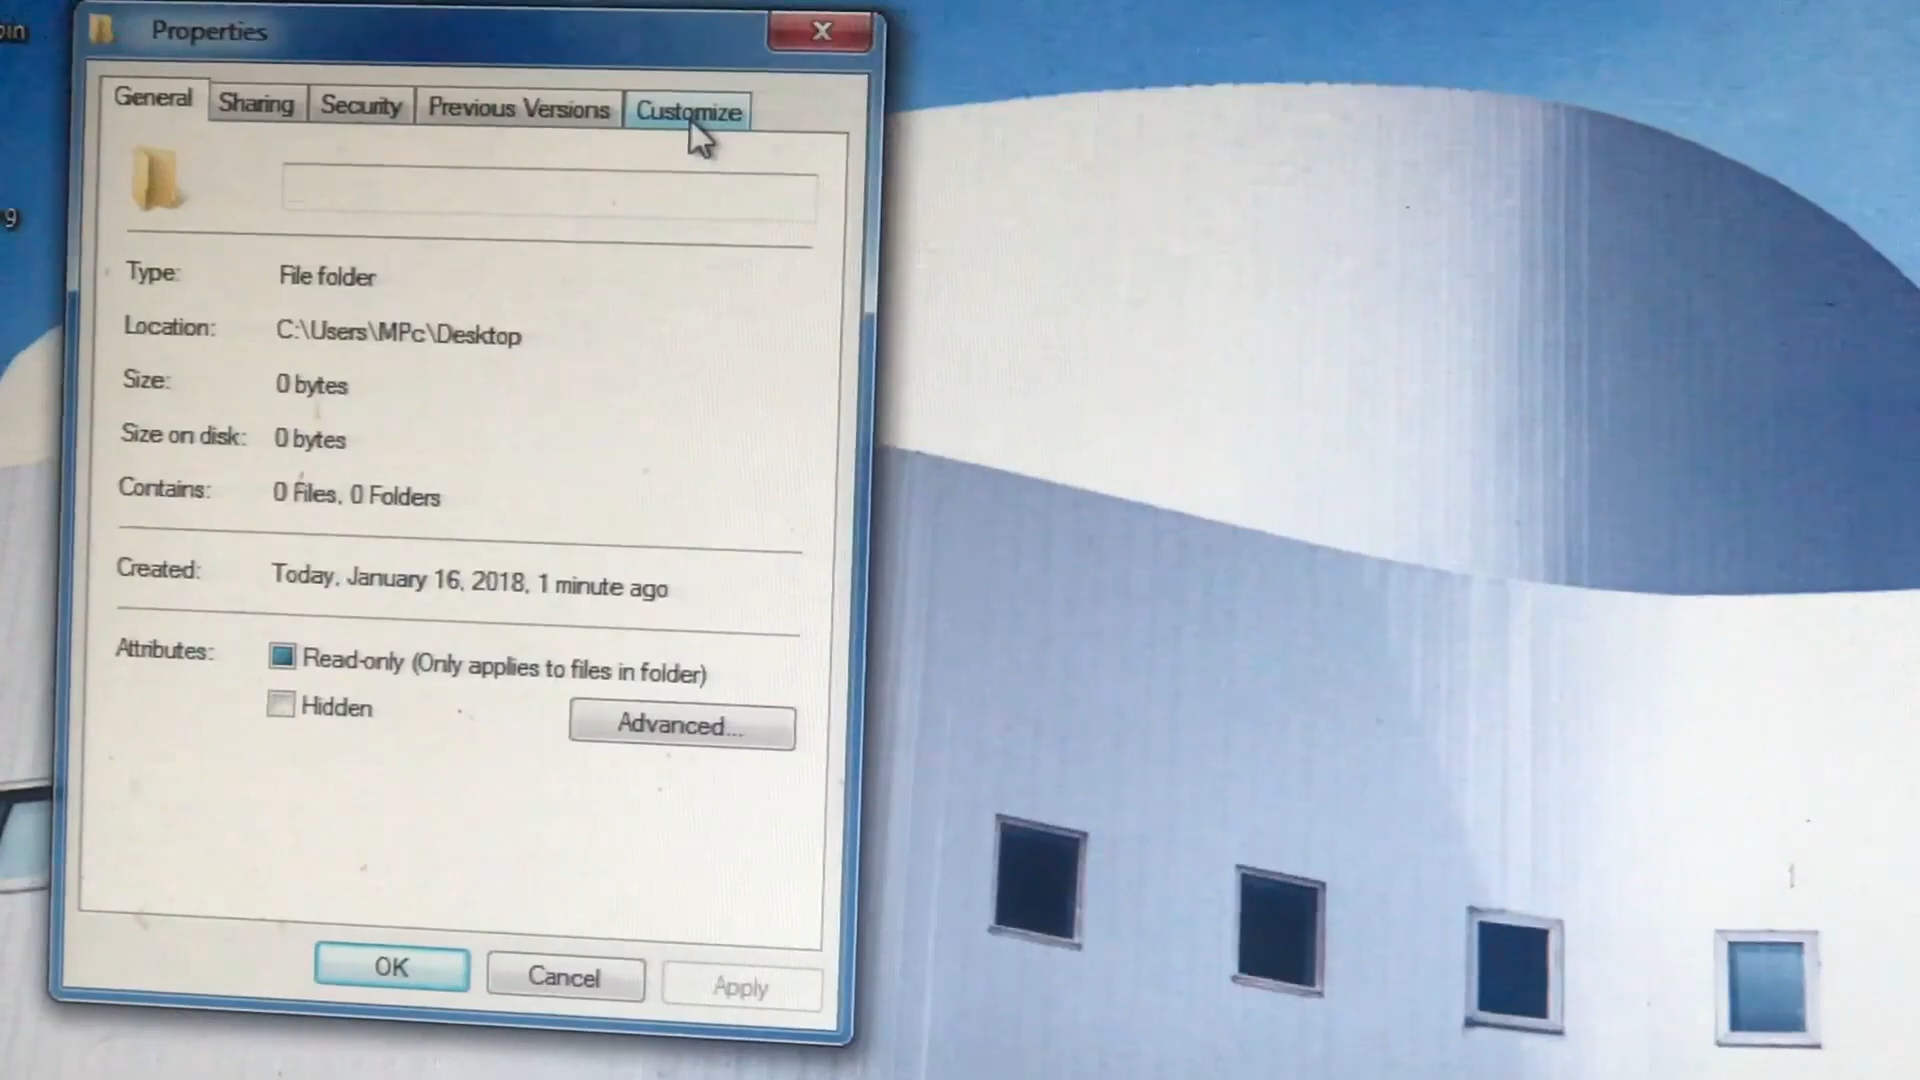 bin
Properties
General Sharing Security Previous Versions Customize
9
Type: File folder
Location: C:\Users\MPc\Desktop
Size: 0 bytes
Size on disk: 0 bytes
Contains: 0 Files, 0 Folders
Created: Today, January 16, 2018, 1 minute ago
Attributes: Read-only (Only applies to files in folder)
Hidden
Advanced...
OK Cancel Apply